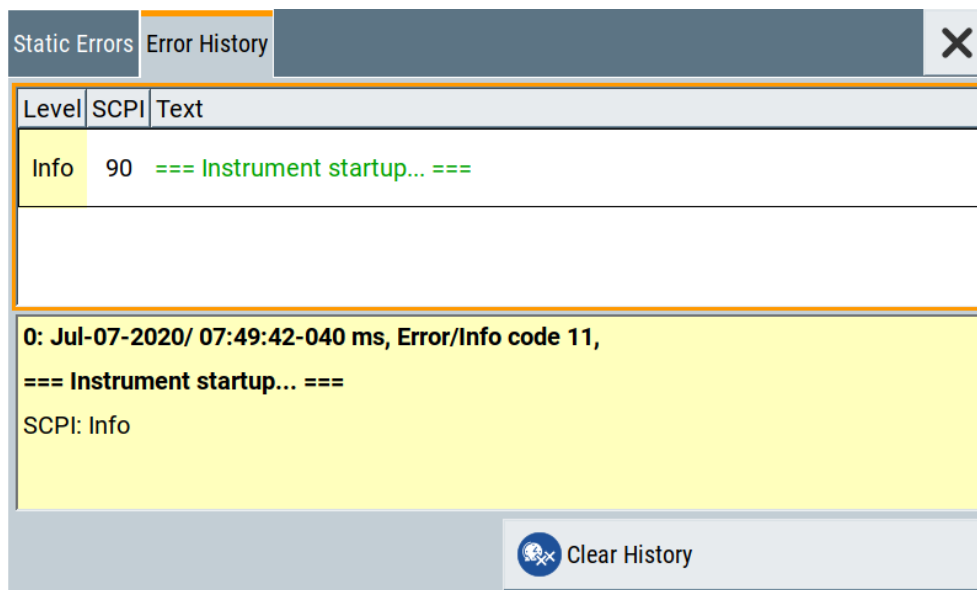 Static Errors Error History
Level SCPI Text
Info 90 === Instrument startup... ===
0: Jul-07-2020/ 07:49:42-040 ms, Error/Info code 11,
=== Instrument startup... ===
SCPI: Info
Clear History